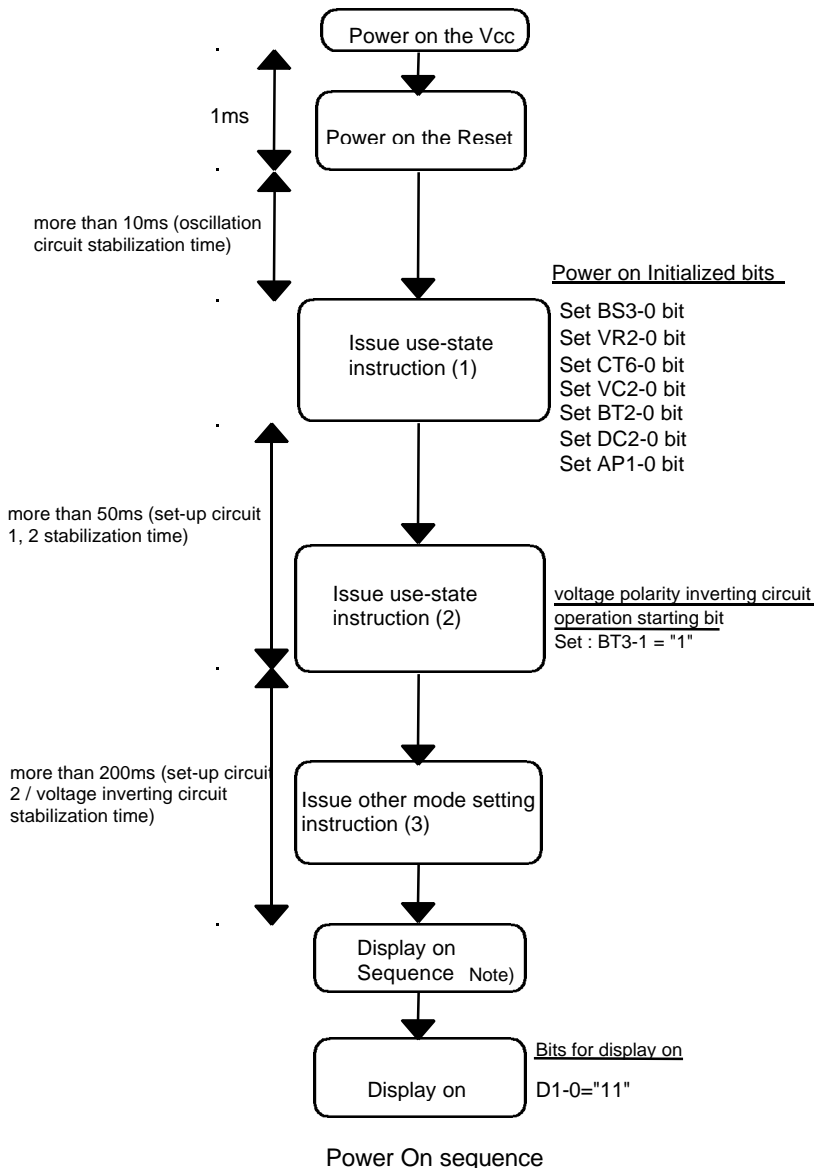 Power on the Vcc
1ms
Power on the Reset
more than 10ms (oscillation
circuit stabilization time)
Power on Initialized bits
Issue use-state
instruction (1)
Set BS3-0 bit
Set VR2-0 bit
Set CT6-0 bit
Set VC2-0 bit
Set BT2-0 bit
Set DC2-0 bit
Set AP1-0 bit
more than 50ms (set-up circuit
1, 2 stabilization time)
Issue use-state
instruction (2)
voltage polarity inverting circuit
operation starting bit
Set : BT3-1 = "1"
more than 200ms (set-up circuit
2 / voltage inverting circuit
stabilization time)
Issue other mode setting
instruction (3)
Display on
Sequence Note)
Display on
Bits for display on
D1-0="11"
Power On sequence